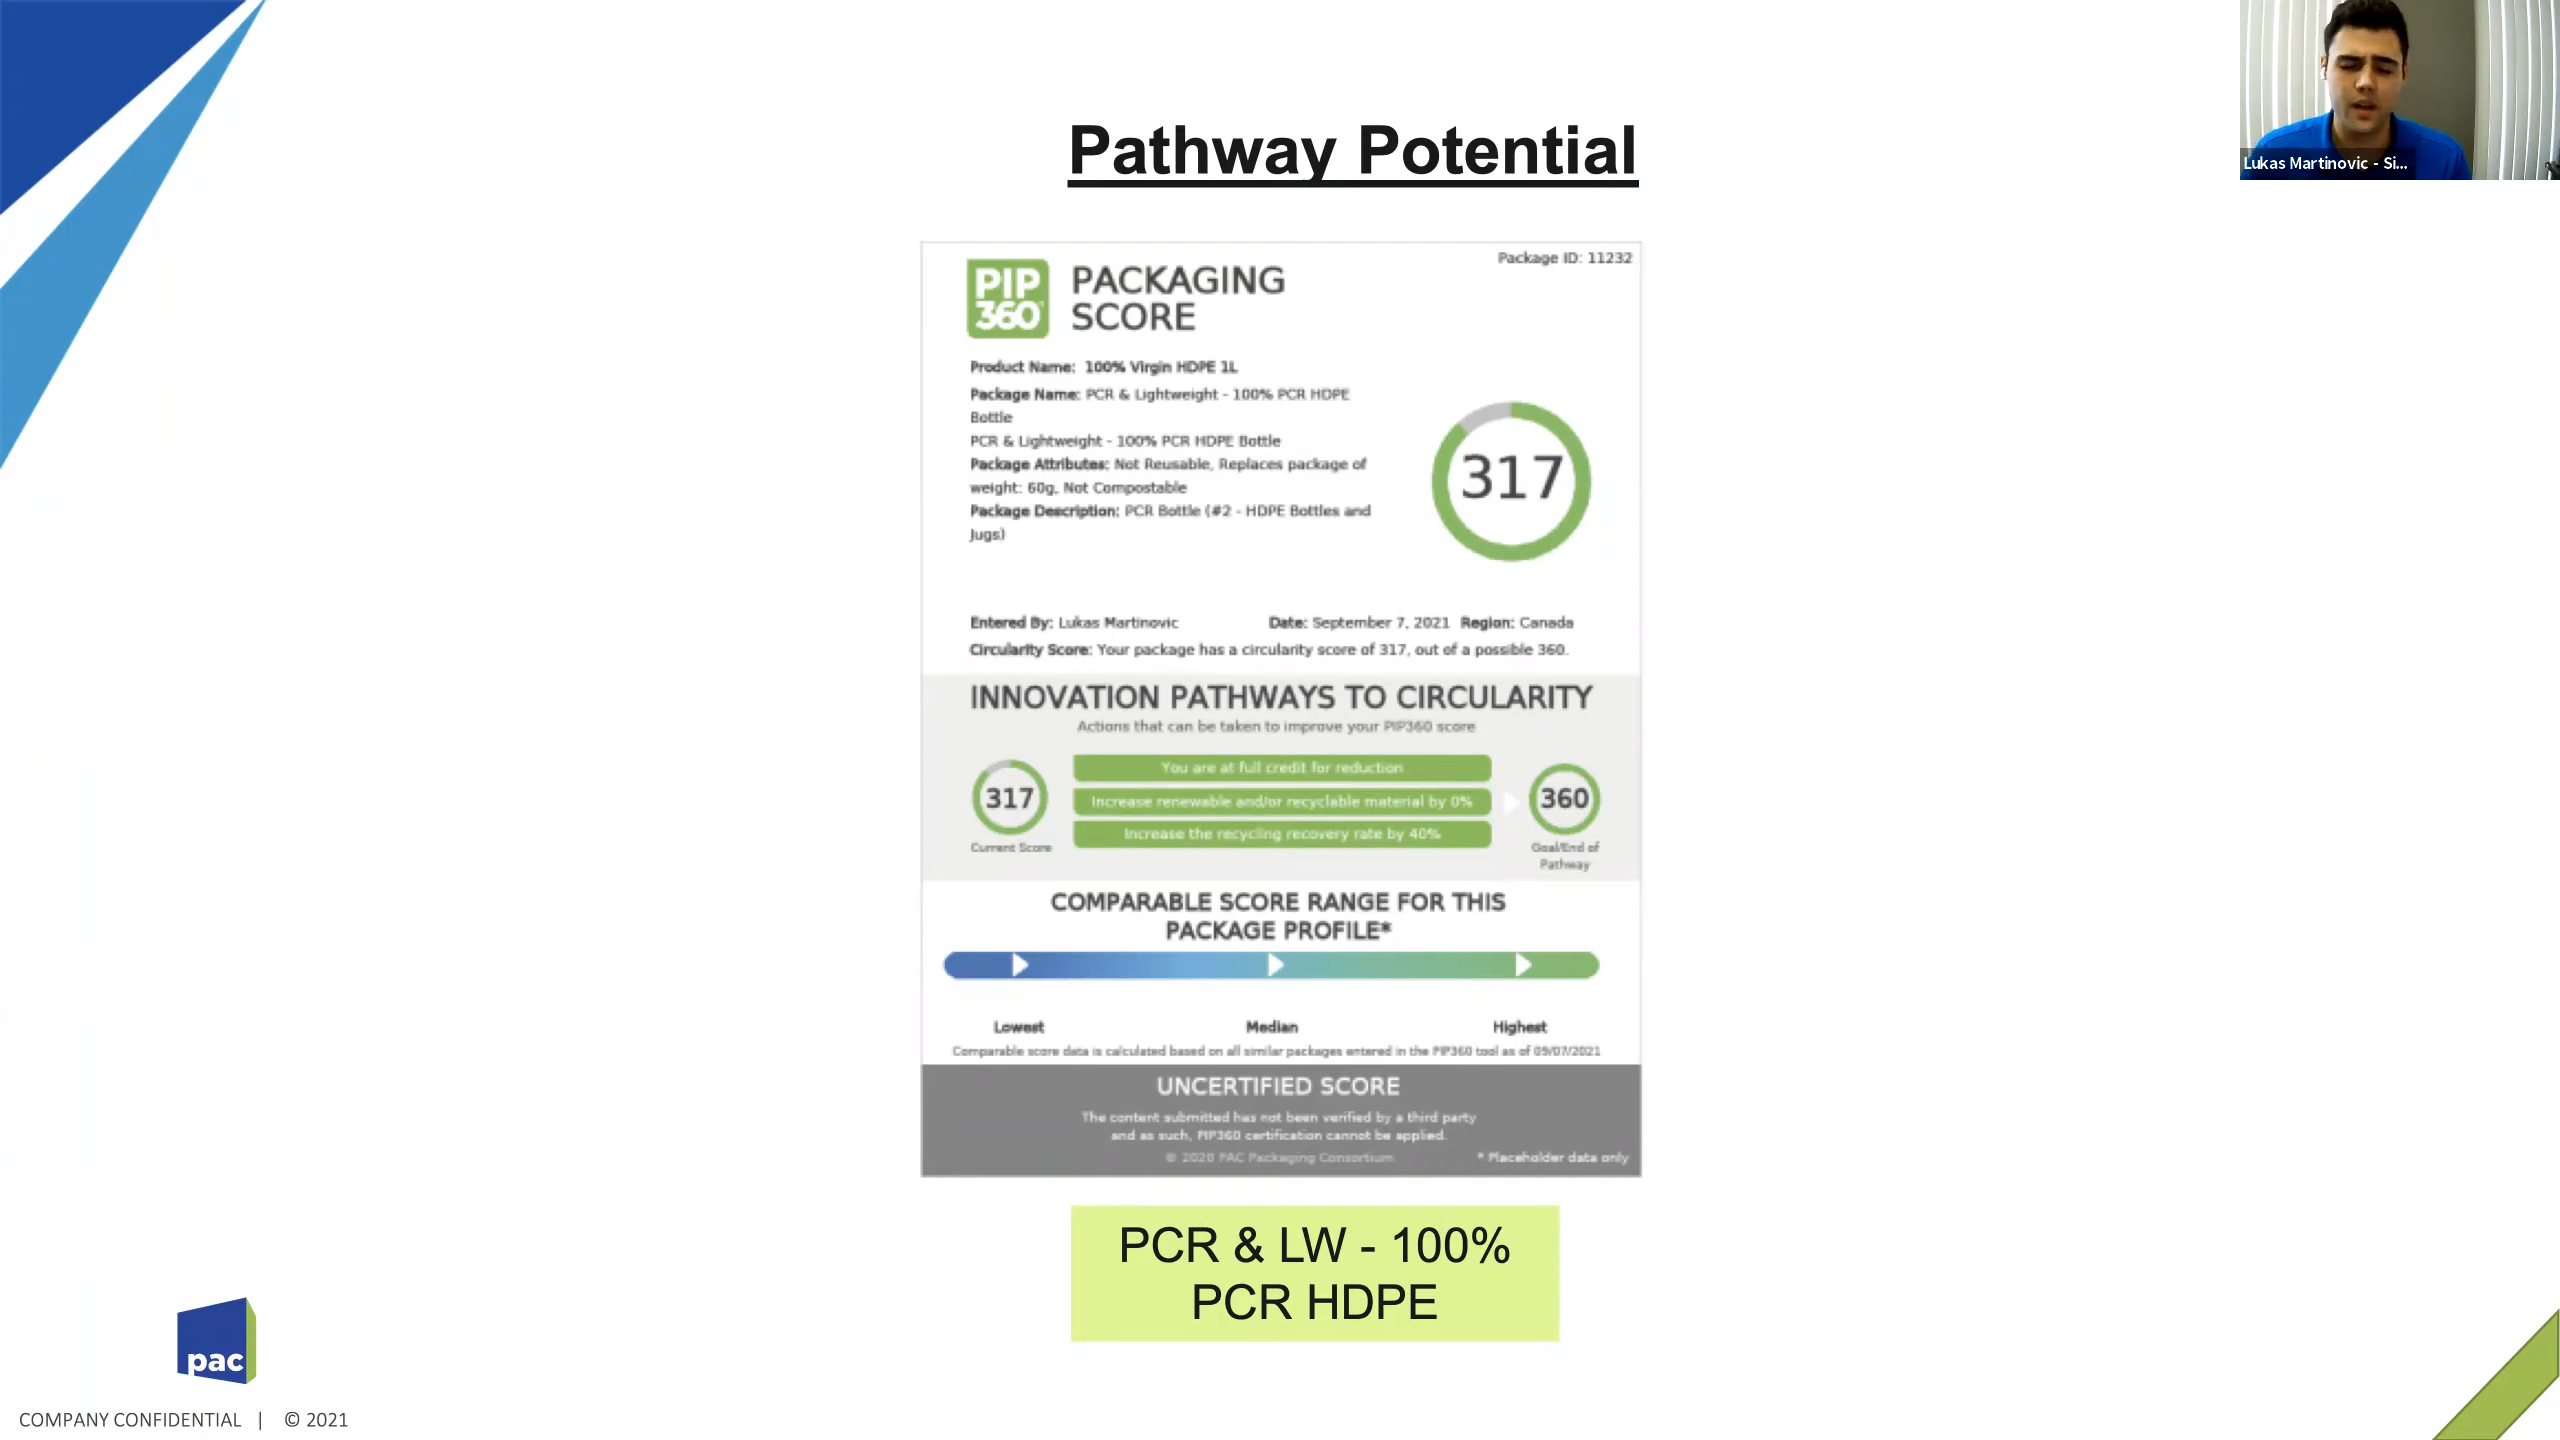 Pathway Potential
Lukas Martinovic - Si...
Package ID: 11232
PIP
360
PACKAGING
SCORE
Product Name: 100% Virgin HDPE 1L
Package Name: PCR & Lightweight - 100% PCR HDPE
Bottle
PCR & Lightweight - 100% PCR HDPE Bottle
Package Attributes: Not Reusable, Replaces package of
weight: 60g, Not Compostable
Package Description: PCR Bottle (#2 - HDPE Bottles and
Jugs)
317
Entered By: Lukas Martinovic Date: September 7, 2021 Region: Canada
Circularity Score: Your package has a circularity score of 317, out of a possible 360.
INNOVATION PATHWAYS TO CIRCULARITY
Actions that can be taken to improve your PIP360 score
317
Current Score
You are at full credit for reduction
Increase renewable and/or recyclable material by 0%
Increase the recycling recovery rate by 40%
360
Goal/End of
Pathway
COMPARABLE SCORE RANGE FOR THIS
PACKAGE PROFILE*
Lowest Median Highest
Comparable score data is calculated based on all similar packages entered in the PIP360 tool as of 09/07/2021
UNCERTIFIED SCORE
The content submitted has not been verified by a third party
and as such, PIP360 certification cannot be applied.
© 2020 PAC Packaging Consortium * Placeholder data only
PCR & LW - 100%
PCR HDPE
pac
COMPANY CONFIDENTIAL | © 2021